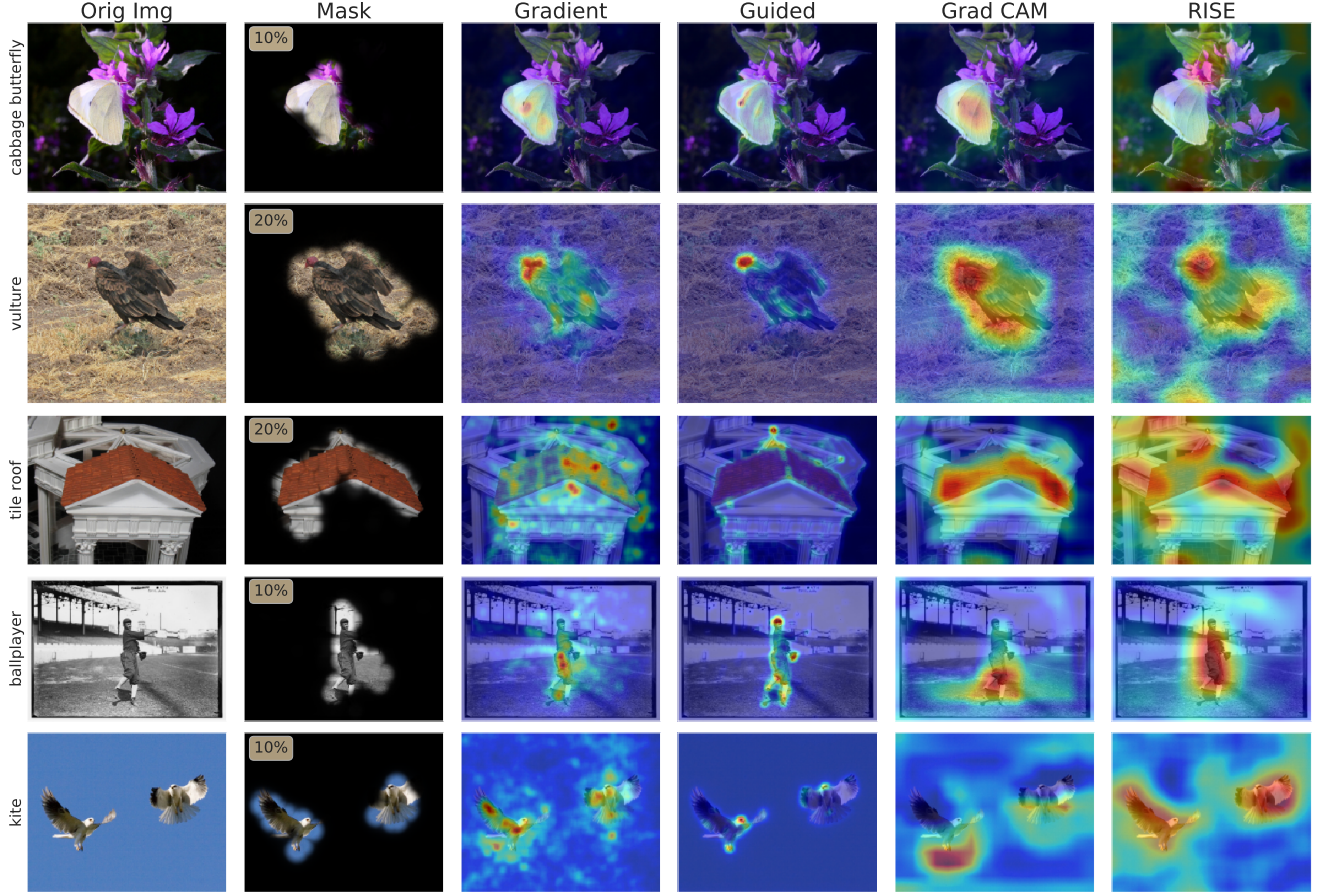 Orig Img
Mask
Gradient
Guided
Grad CAM
RISE
cabbage butterfly
10%
vulture
20%
tile roof
20%
ballplayer
10%
kite
10%